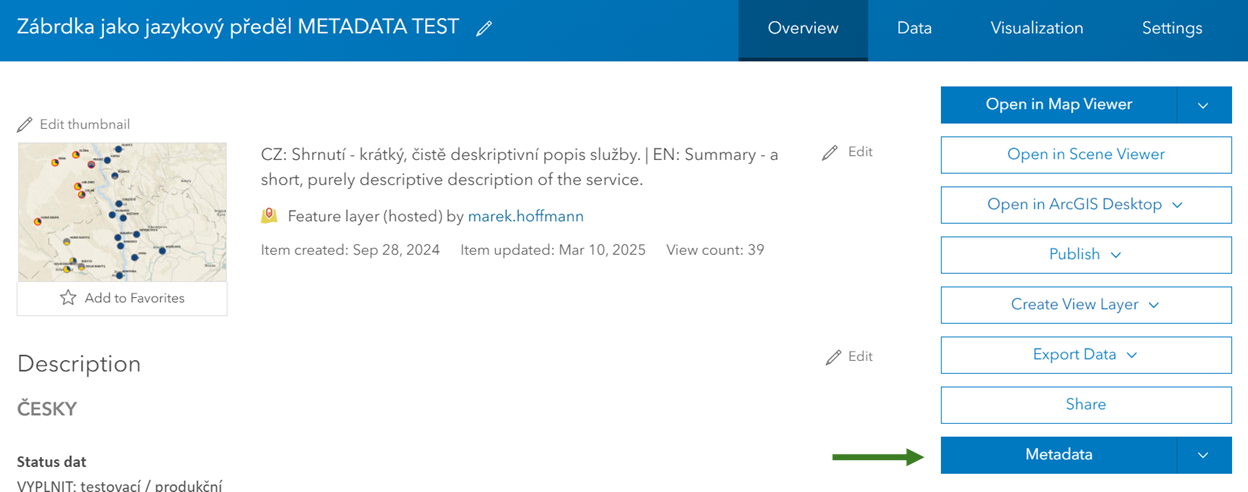 Zábrdka jako jazykový předěl METADATA TEST
Overview
Data
Visualization
Settings
Edit thumbnail
Add to Favorites
CZ: Shrnutí - krátký, čistě deskriptivní popis služby. | EN: Summary - a
short, purely descriptive description of the service.
Edit
Feature layer (hosted) by marek.hoffmann
Item created: Sep 28, 2024 Item updated: Mar 10, 2025 View count: 39
Description
Edit
ČESKY
Status dat
VYPLNIT: testovací / produkční
Open in Map Viewer
Open in Scene Viewer
Open in ArcGIS Desktop
Publish
Create View Layer
Export Data
Share
Metadata